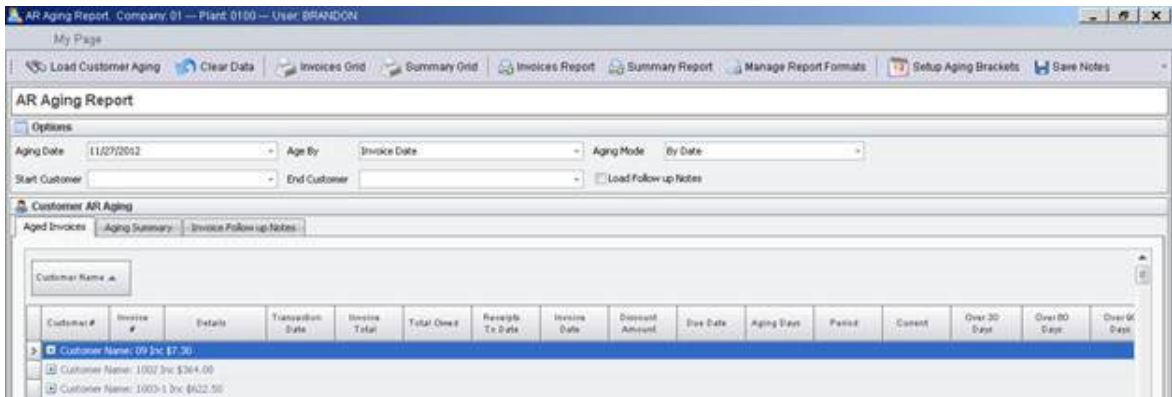 AR Aging Report. Company: 01 --- Plant: 0100 --- User: BRANDON
My Page
Load Customer Aging Clear Data Invoices Grid Summary Grid Invoices Report Summary Report Manage Report Formats Setup Aging Brackets Save Notes
AR Aging Report
Options
Aging Date 11/27/2012 Age By Invoice Date Aging Mode By Date
Start Customer End Customer Load Follow up Notes
Customer AR Aging
Aged Invoices Aging Summary Invoice Follow up Notes
Customer Name
Customer # Invoice # Details Transaction Date Invoice Total Total Owed Receipts To Date Invoice Date Discount Amount Due Date Aging Days Period Current Over 30 Days Over 60 Days Over 90 Days
Customer Name: 09 Inc $7.30
Customer Name: 1002 Inc $364.00
Customer Name: 1003-1 Inc $622.50